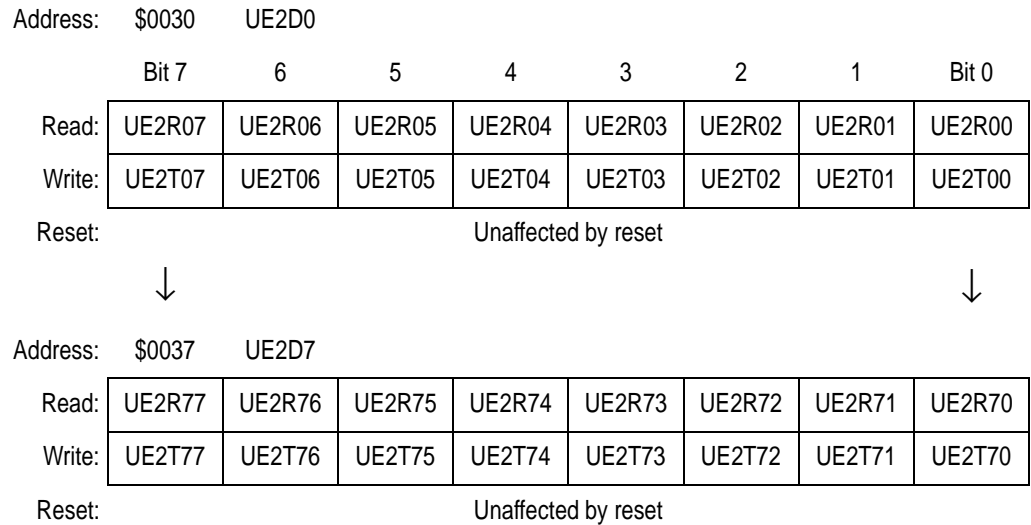 Address: $0030 UE2D0
Bit 7 6 5 4 3 2 1 Bit 0
Read: UE2R07 UE2R06 UE2R05 UE2R04 UE2R03 UE2R02 UE2R01 UE2R00
Write: UE2T07 UE2T06 UE2T05 UE2T04 UE2T03 UE2T02 UE2T01 UE2T00
Reset: Unaffected by reset
↓ ↓
Address: $0037 UE2D7
Read: UE2R77 UE2R76 UE2R75 UE2R74 UE2R73 UE2R72 UE2R71 UE2R70
Write: UE2T77 UE2T76 UE2T75 UE2T74 UE2T73 UE2T72 UE2T71 UE2T70
Reset: Unaffected by reset